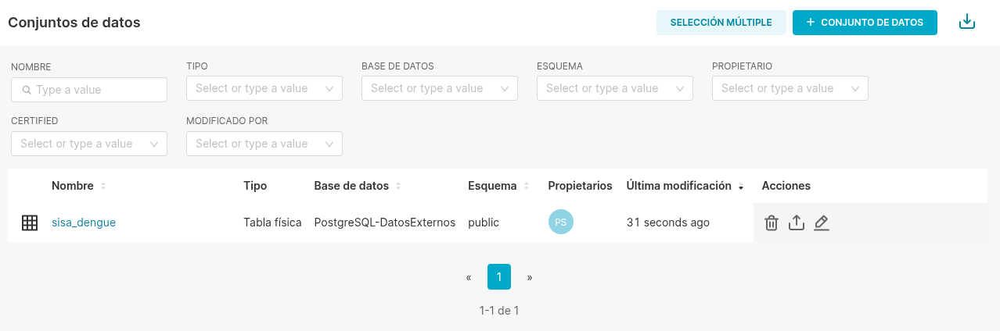 Conjuntos de datos SELECCIÓN MÚLTIPLE + CONJUNTO DE DATOS
NOMBRE TIPO BASE DE DATOS ESQUEMA PROPIETARIO
Type a value Select or type a value Select or type a value Select or type a value Select or type a value
CERTIFIED MODIFICADO POR
Select or type a value Select or type a value
Nombre Tipo Base de datos Esquema Propietarios Última modificación Acciones
sisa_dengue Tabla física PostgreSQL-DatosExternos public PS 31 seconds ago
« 1 »
1-1 de 1